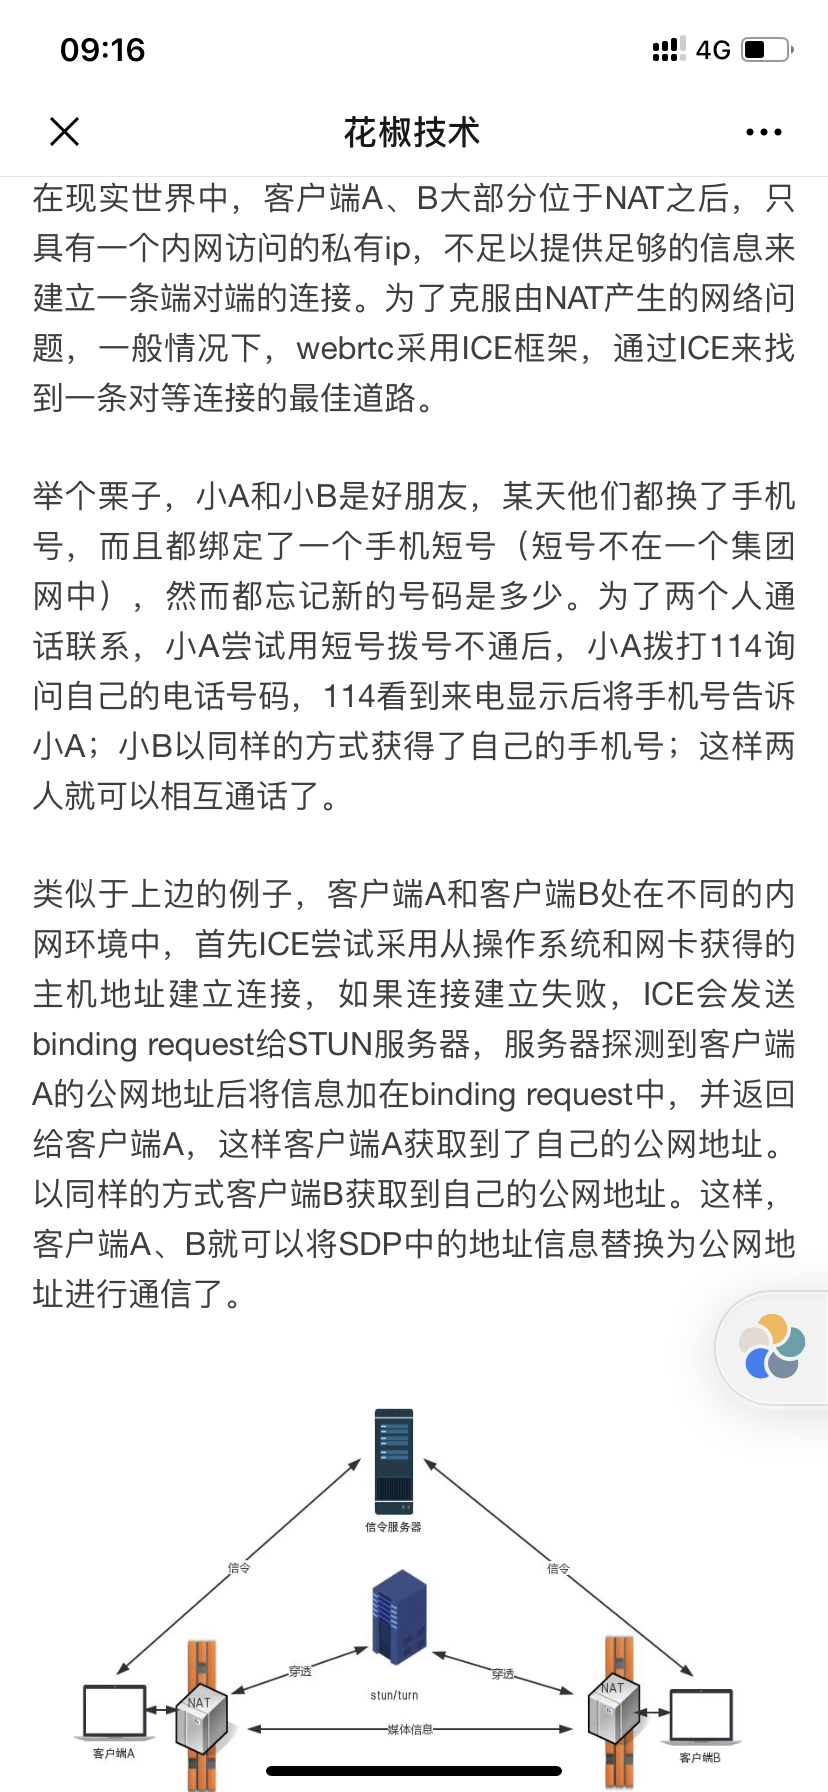 09:16
4G
花椒技术
在现实世界中，客户端A、B大部分位于NAT之后，只
具有一个内网访问的私有ip，不足以提供足够的信息来
建立一条端对端的连接。为了克服由NAT产生的网络问
题，一般情况下，webrtc采用ICE框架，通过ICE来找
到一条对等连接的最佳道路。
举个栗子，小A和小B是好朋友，某天他们都换了手机
号，而且都绑定了一个手机短号（短号不在一个集团
网中），然而都忘记新的号码是多少。为了两个人通
话联系，小A尝试用短号拨号不通后，小A拨打114询
问自己的电话号码，114看到来电显示后将手机号告诉
小A；小B以同样的方式获得了自己的手机号；这样两
人就可以相互通话了。
类似于上边的例子，客户端A和客户端B处在不同的内
网环境中，首先ICE尝试采用从操作系统和网卡获得的
主机地址建立连接，如果连接建立失败，ICE会发送
binding request给STUN服务器，服务器探测到客户端
A的公网地址后将信息加在binding request中，并返回
给客户端A，这样客户端A获取到了自己的公网地址。
以同样的方式客户端B获取到自己的公网地址。这样，
客户端A、B就可以将SDP中的地址信息替换为公网地
址进行通信了。
信令服务器
信令
信令
穿透
穿透
stun/turn
NAT
NAT
媒体信息
客户端A
客户端B